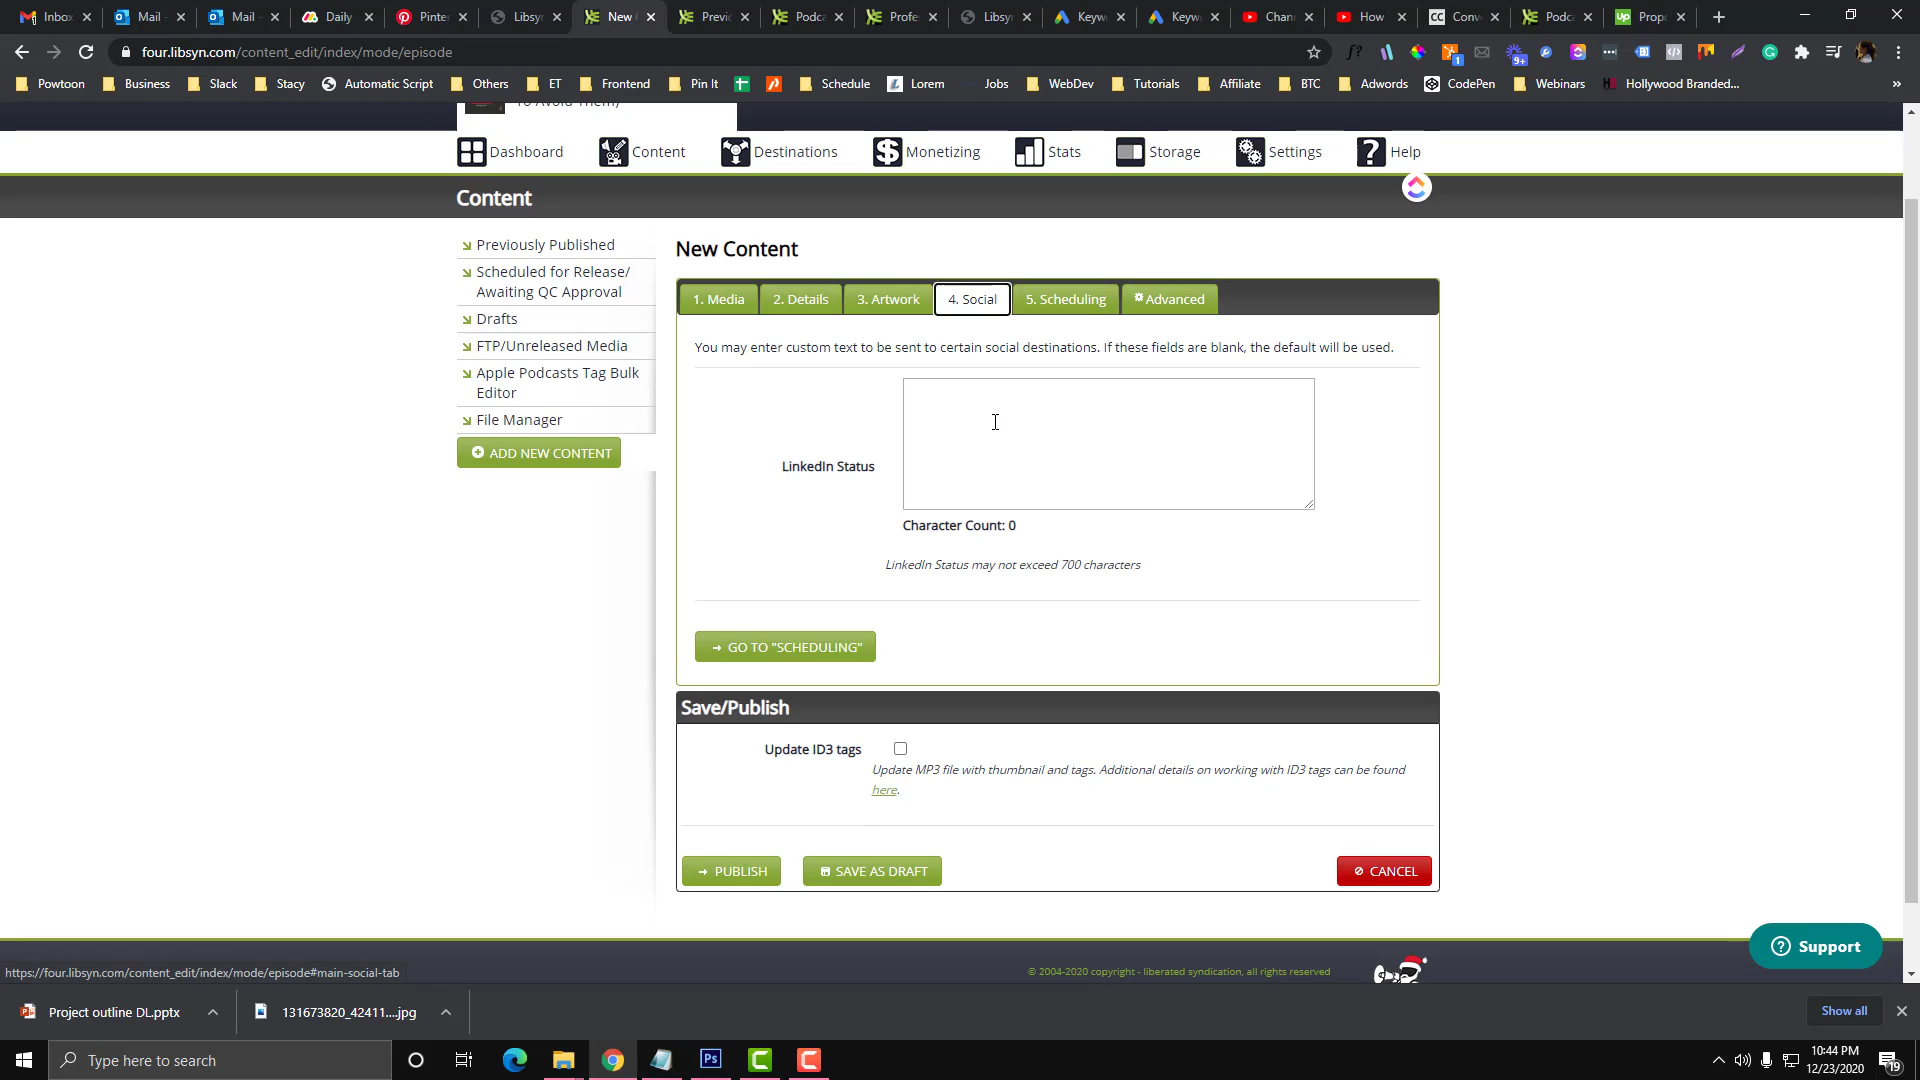 Inbox
Mail -
Mail -
Daily
Pinte
Libsy
New
Previ
Podc
Profe
Libsy
Keyw
Keyw
Chan
How
CC Conv
Podc
Up Prop
four.libsyn.com/content_edit/index/mode/episode
Powtoon
Business
Slack
Stacy
Automatic Script
Others
ET
Frontend
Pin It
Schedule
Lorem
Jobs
WebDev
Tutorials
Affiliate
BTC
Adwords
CodePen
Webinars
Hollywood Branded...
»
To Avoid Them)
Dashboard
Content
Destinations
Monetizing
Stats
Storage
Settings
Help
Content
Previously Published
Scheduled for Release/
Awaiting QC Approval
Drafts
FTP/Unreleased Media
Apple Podcasts Tag Bulk
Editor
File Manager
ADD NEW CONTENT
New Content
1. Media
2. Details
3. Artwork
4. Social
5. Scheduling
Advanced
You may enter custom text to be sent to certain social destinations. If these fields are blank, the default will be used.
LinkedIn Status
Character Count: 0
LinkedIn Status may not exceed 700 characters
GO TO "SCHEDULING"
Save/Publish
Update ID3 tags
Update MP3 file with thumbnail and tags. Additional details on working with ID3 tags can be found
here.
PUBLISH
SAVE AS DRAFT
CANCEL
Support
https://four.libsyn.com/content_edit/index/mode/episode#main-social-tab
© 2004-2020 copyright - liberated syndication, all rights reserved
Project outline DL.pptx
131673820_42411....jpg
Show all
Type here to search
Ps
10:44 PM
12/23/2020
19